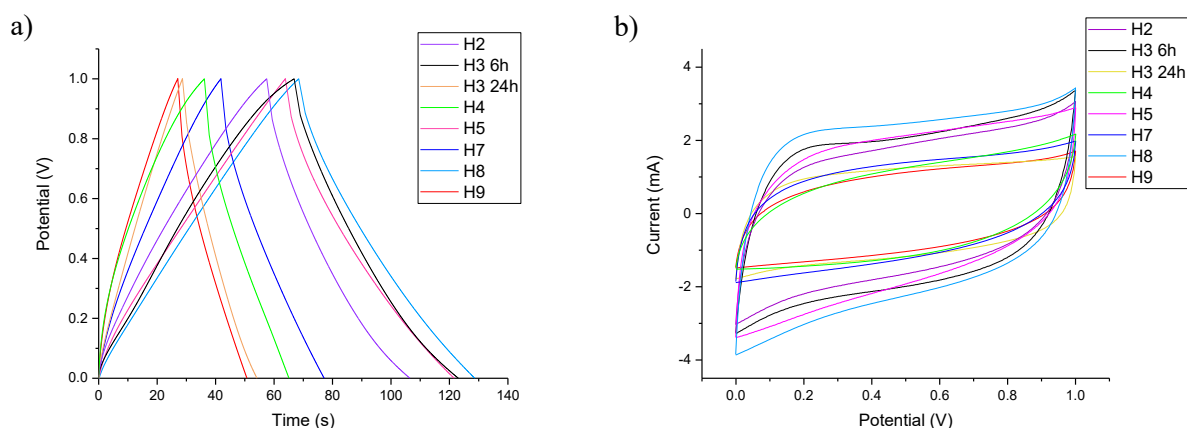 a)
H2
H3 6h
H3 24h
H4
H5
H7
H8
H9
1.0
0.8
0.6
0.4
0.2
0.0
Potential (V)
0 20 40 60 80 100 120 140
Time (s)
b)
H2
H3 6h
H3 24h
H4
H5
H7
H8
H9
4
2
0
-2
-4
Current (mA)
0.0 0.2 0.4 0.6 0.8 1.0
Potential (V)